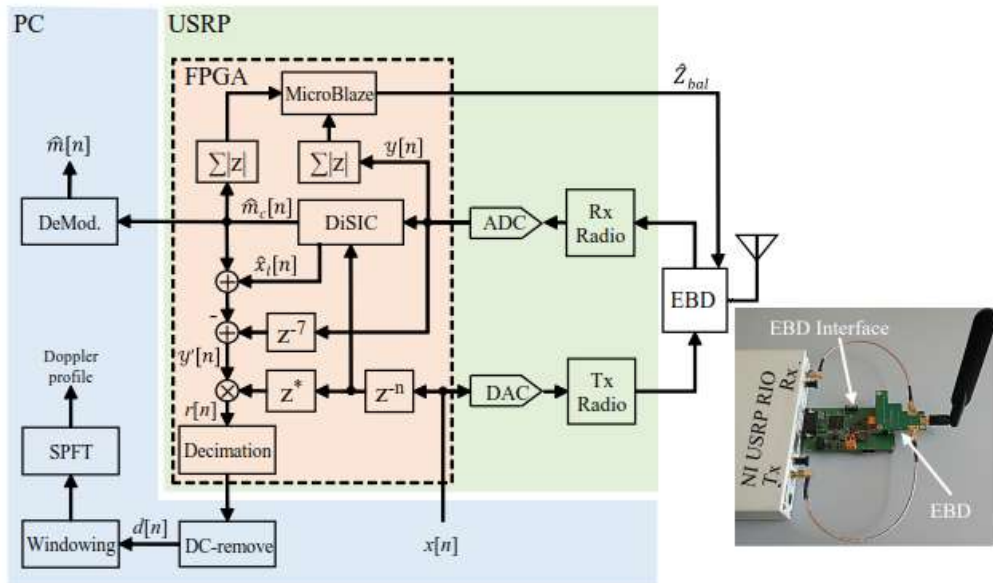 PC
USRP
FPGA
MicroBlaze
Ẑ_bal
m̂[n]
∑|z|
∑|z|
y[n]
DeMod.
m̂_c[n]
DiSIC
ADC
Rx
Radio
x̂_l[n]
EBD
-
z⁻⁷
y'[n]
EBD Interface
Doppler
profile
z*
z⁻ⁿ
DAC
Tx
Radio
r[n]
SPFT
Decimation
NI USRP RIO
Rx
Tx
EBD
d[n]
Windowing
DC-remove
x[n]